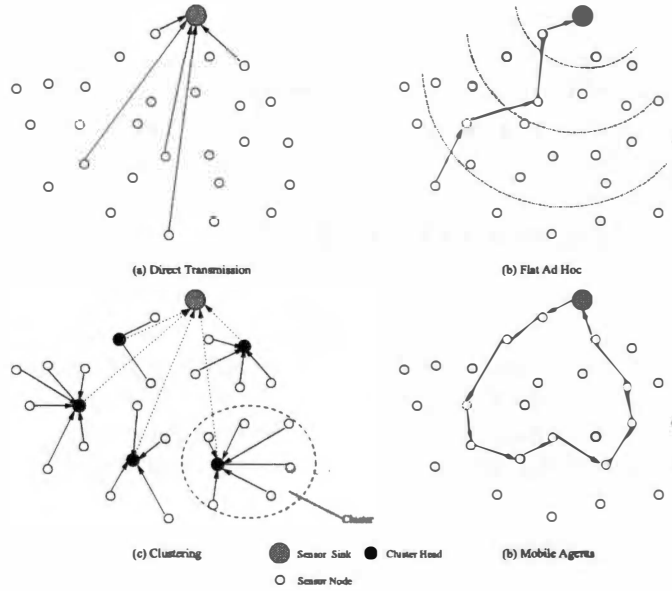 (a) Direct Transmission
(b) Flat Ad Hoc
Cluster
(c) Clustering
Sensor Sink
Cluster Head
(b) Mobile Agents
Sensor Node